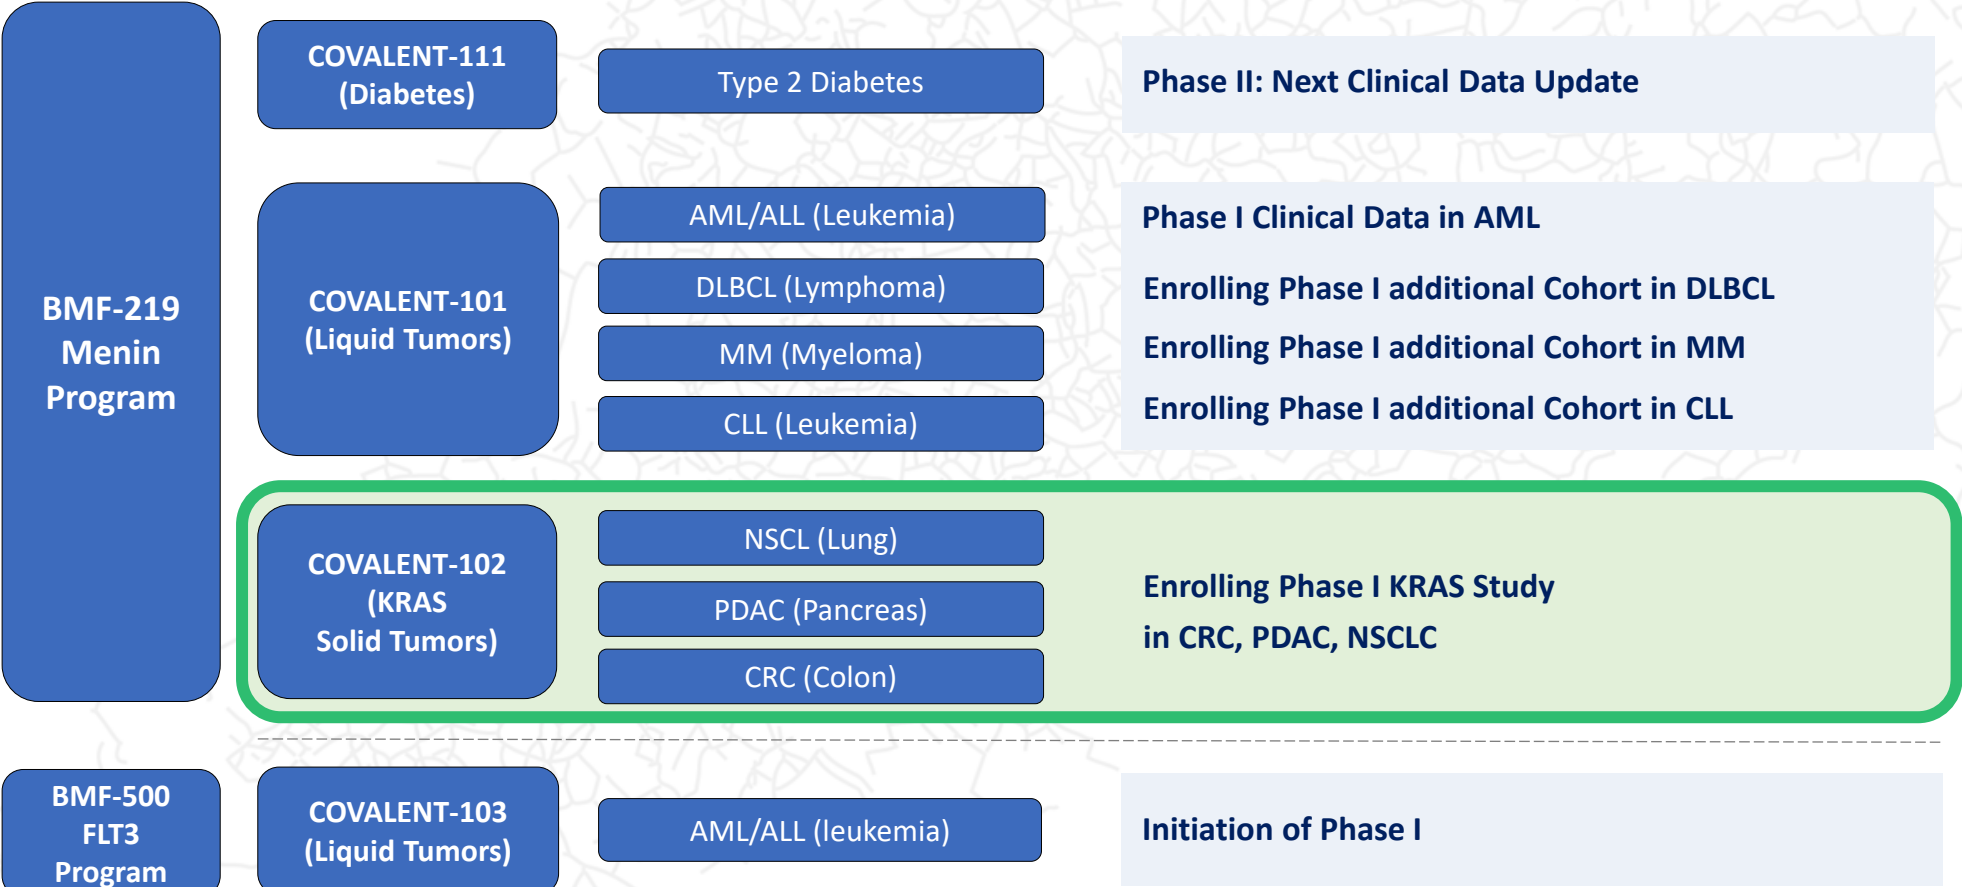 BMF-219
Menin
Program
COVALENT-111
(Diabetes)
Type 2 Diabetes
Phase II: Next Clinical Data Update
COVALENT-101
(Liquid Tumors)
AML/ALL (Leukemia)
Phase I Clinical Data in AML
DLBCL (Lymphoma)
Enrolling Phase I additional Cohort in DLBCL
MM (Myeloma)
Enrolling Phase I additional Cohort in MM
CLL (Leukemia)
Enrolling Phase I additional Cohort in CLL
COVALENT-102
(KRAS
Solid Tumors)
NSCL (Lung)
PDAC (Pancreas)
CRC (Colon)
Enrolling Phase I KRAS Study
in CRC, PDAC, NSCLC
BMF-500
FLT3
Program
COVALENT-103
(Liquid Tumors)
AML/ALL (leukemia)
Initiation of Phase I